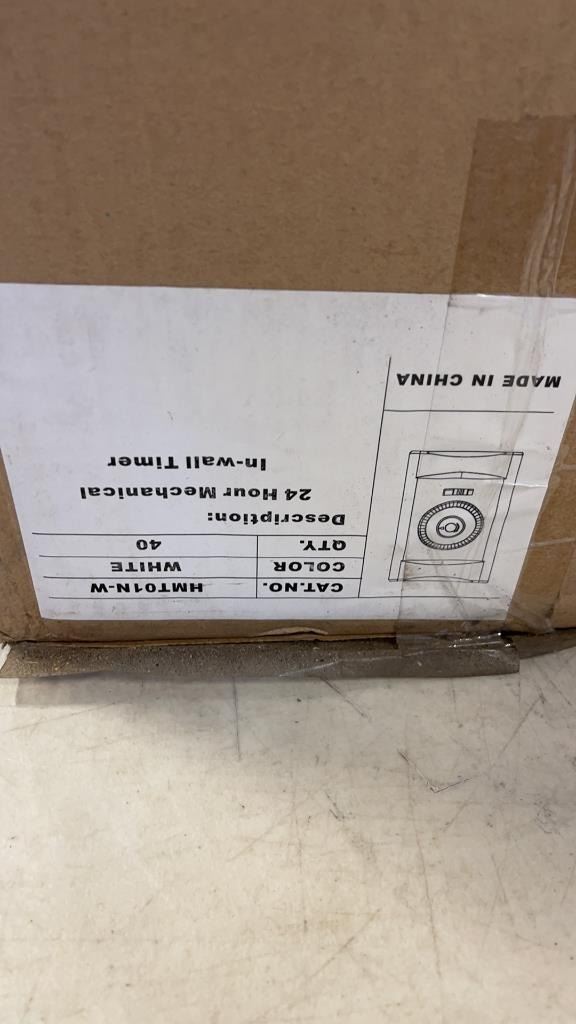 CAT.NO. HMT01N-W
COLOR WHITE
QTY. 40
Description:
24 Hour Mechanical
In-wall Timer
MADE IN CHINA